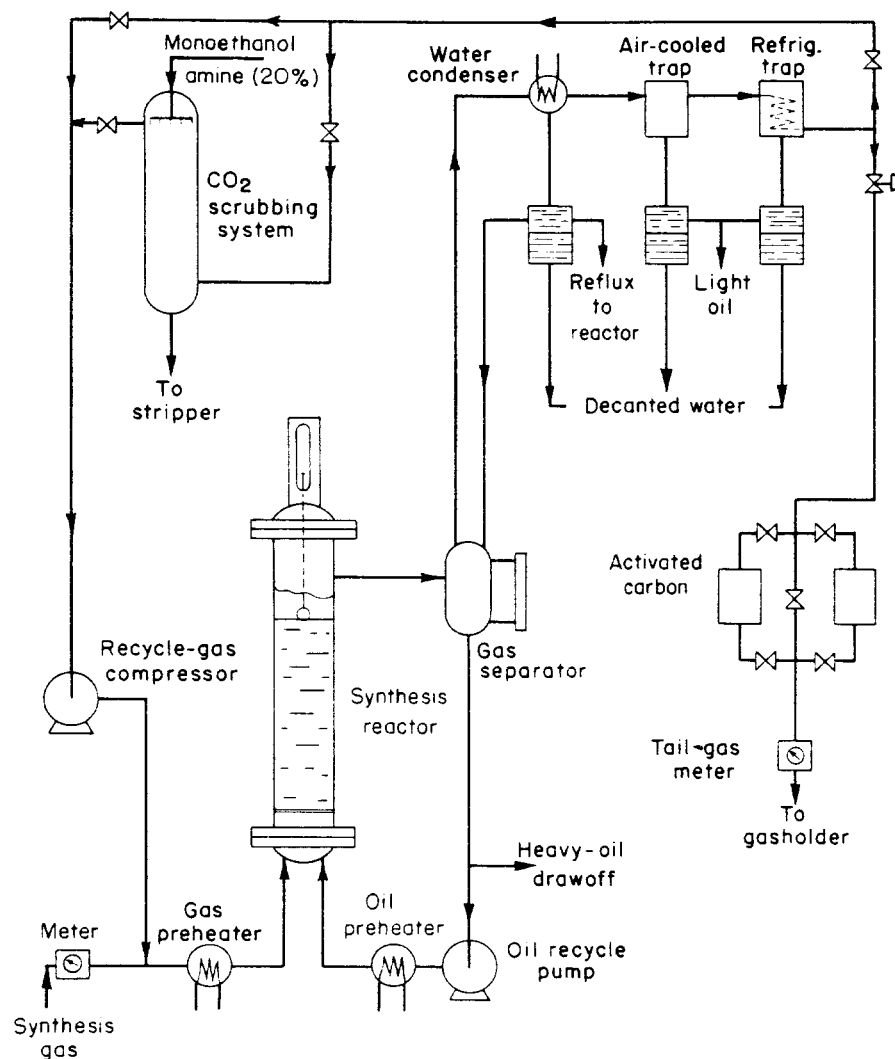 Monoethanol
amine (20%)
Water
condenser
Air-cooled
trap
Refrig.
trap
CO2
scrubbing
system
Reflux
to
reactor
Light
oil
To
stripper
Decanted water
Activated
carbon
Recycle-gas
compressor
Gas
separator
Synthesis
reactor
Tail-gas
meter
To
gasholder
Heavy-oil
drawoff
Meter
Gas
preheater
Oil
preheater
Oil recycle
pump
Synthesis
gas